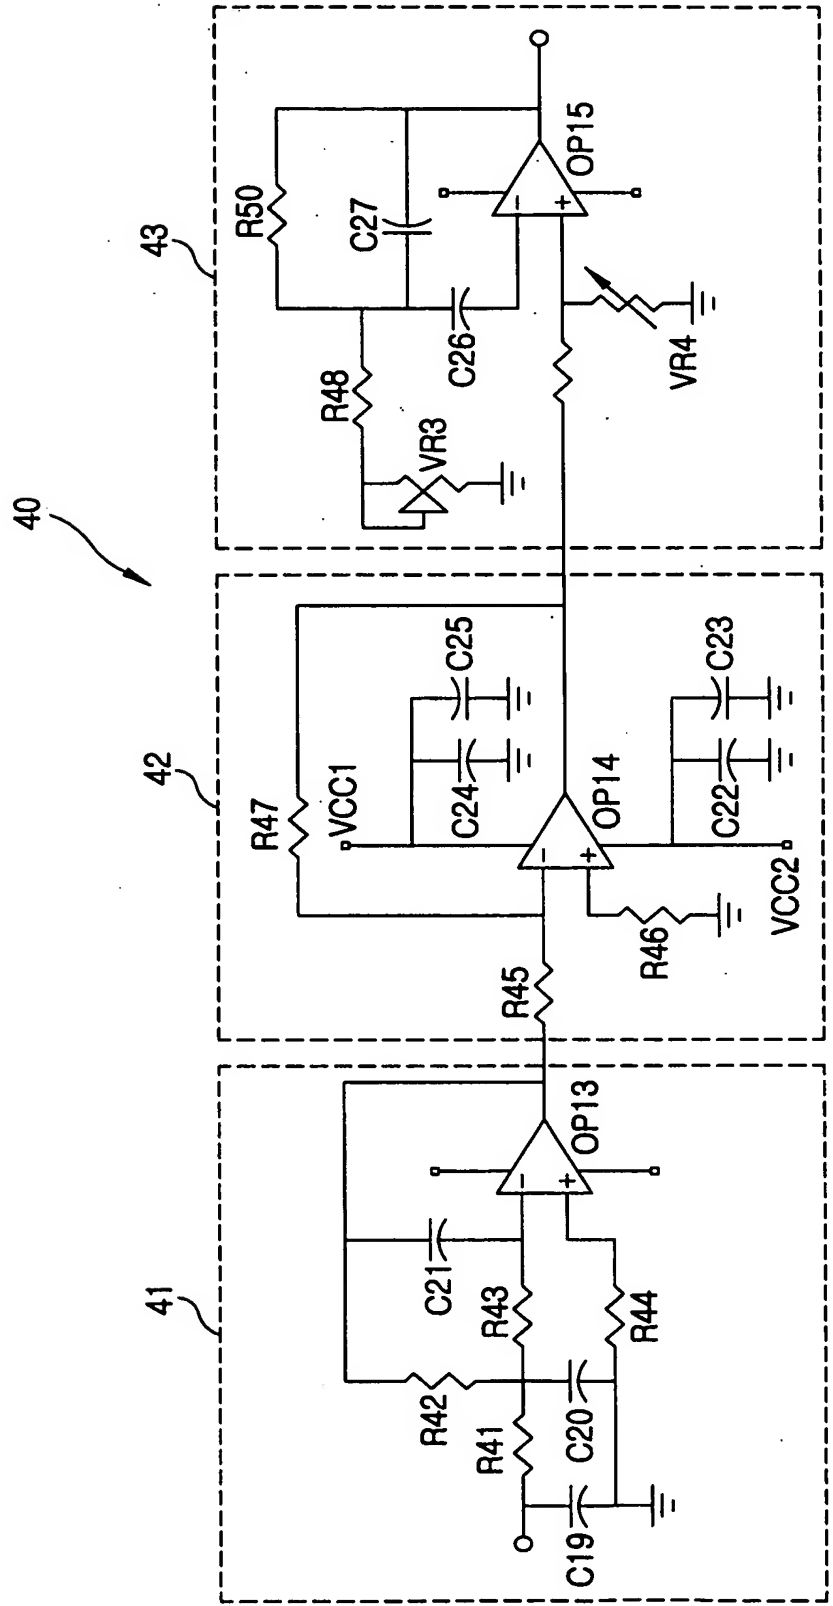 40
41
42
43
C19
R41
C20
R42
R43
R44
C21
-
+
OP13
R45
R46
R47
VCC1
VCC2
-
+
OP14
C24
C25
C22
C23
VR3
R48
R50
C26
C27
VR4
-
+
OP15